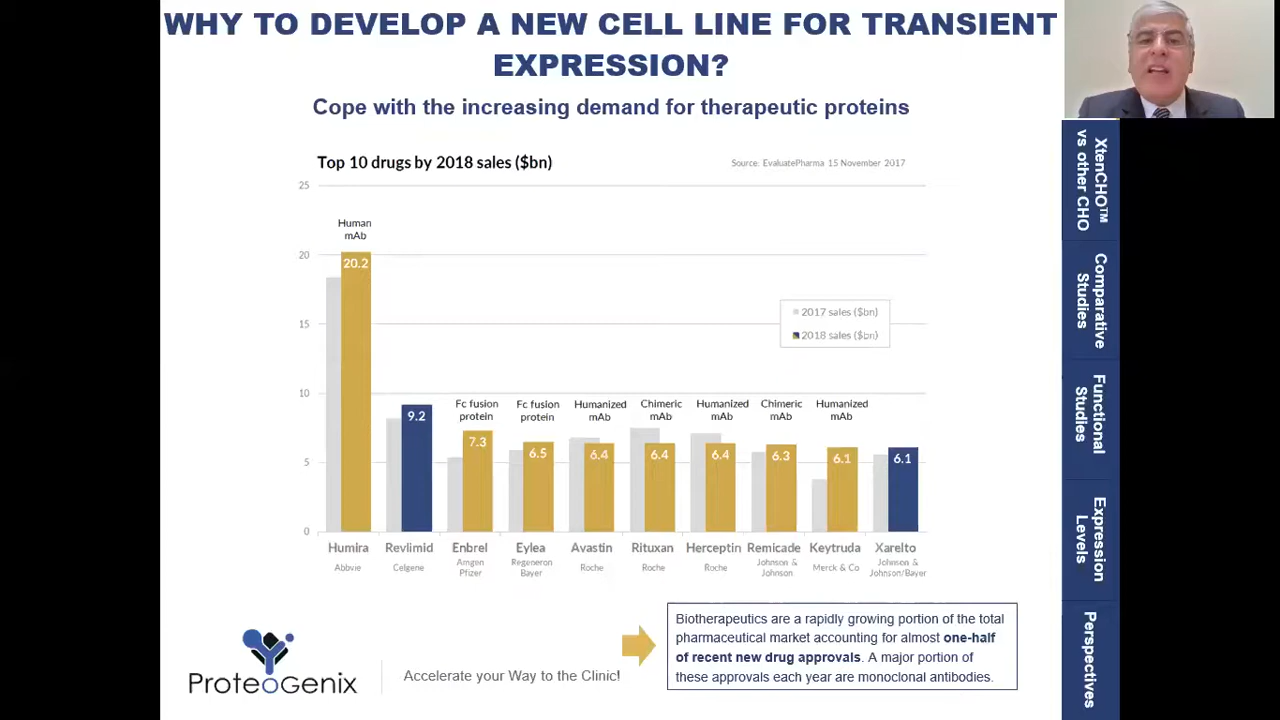 WHY TO DEVELOP A NEW CELL LINE FOR TRANSIENT
EXPRESSION?
Cope with the increasing demand for therapeutic proteins
Top 10 drugs by 2018 sales ($bn)
Source: EvaluatePharma 15 November 2017
25
20
15
10
5
0
Human
mAb
20.2
9.2
Fc fusion
protein
7.3
Fc fusion
protein
6.5
Humanized
mAb
6.4
Chimeric
mAb
6.4
Humanized
mAb
6.4
Chimeric
mAb
6.3
Humanized
mAb
6.1
6.1
2017 sales ($bn)
2018 sales ($bn)
Humira
Abbvie
Revlimid
Celgene
Enbrel
Amgen
Pfizer
Eylea
Regeneron
Bayer
Avastin
Roche
Rituxan
Roche
Herceptin
Roche
Remicade
Johnson &
Johnson
Keytruda
Merck & Co
Xarelto
Johnson &
Johnson/Bayer
ProteoGenix
Accelerate your Way to the Clinic!
Biotherapeutics are a rapidly growing portion of the total
pharmaceutical market accounting for almost one-half
of recent new drug approvals. A major portion of
these approvals each year are monoclonal antibodies.
XtenCHO™
vs other CHO
Comparative
Studies
Functional
Studies
Expression
Levels
Perspectives